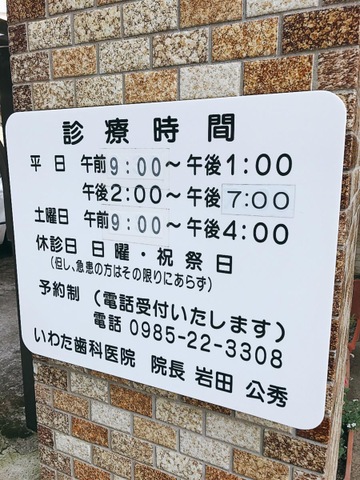 診療時間
平日 午前9:00～午後1:00
午後2:00～午後7:00
土曜日 午前9:00～午後4:00
休診日 日曜・祝祭日
(但し、急患の方はその限りにあらず)
予約制 (電話受付いたします)
電話 0985-22-3308
いわた歯科医院 院長 岩田 公秀